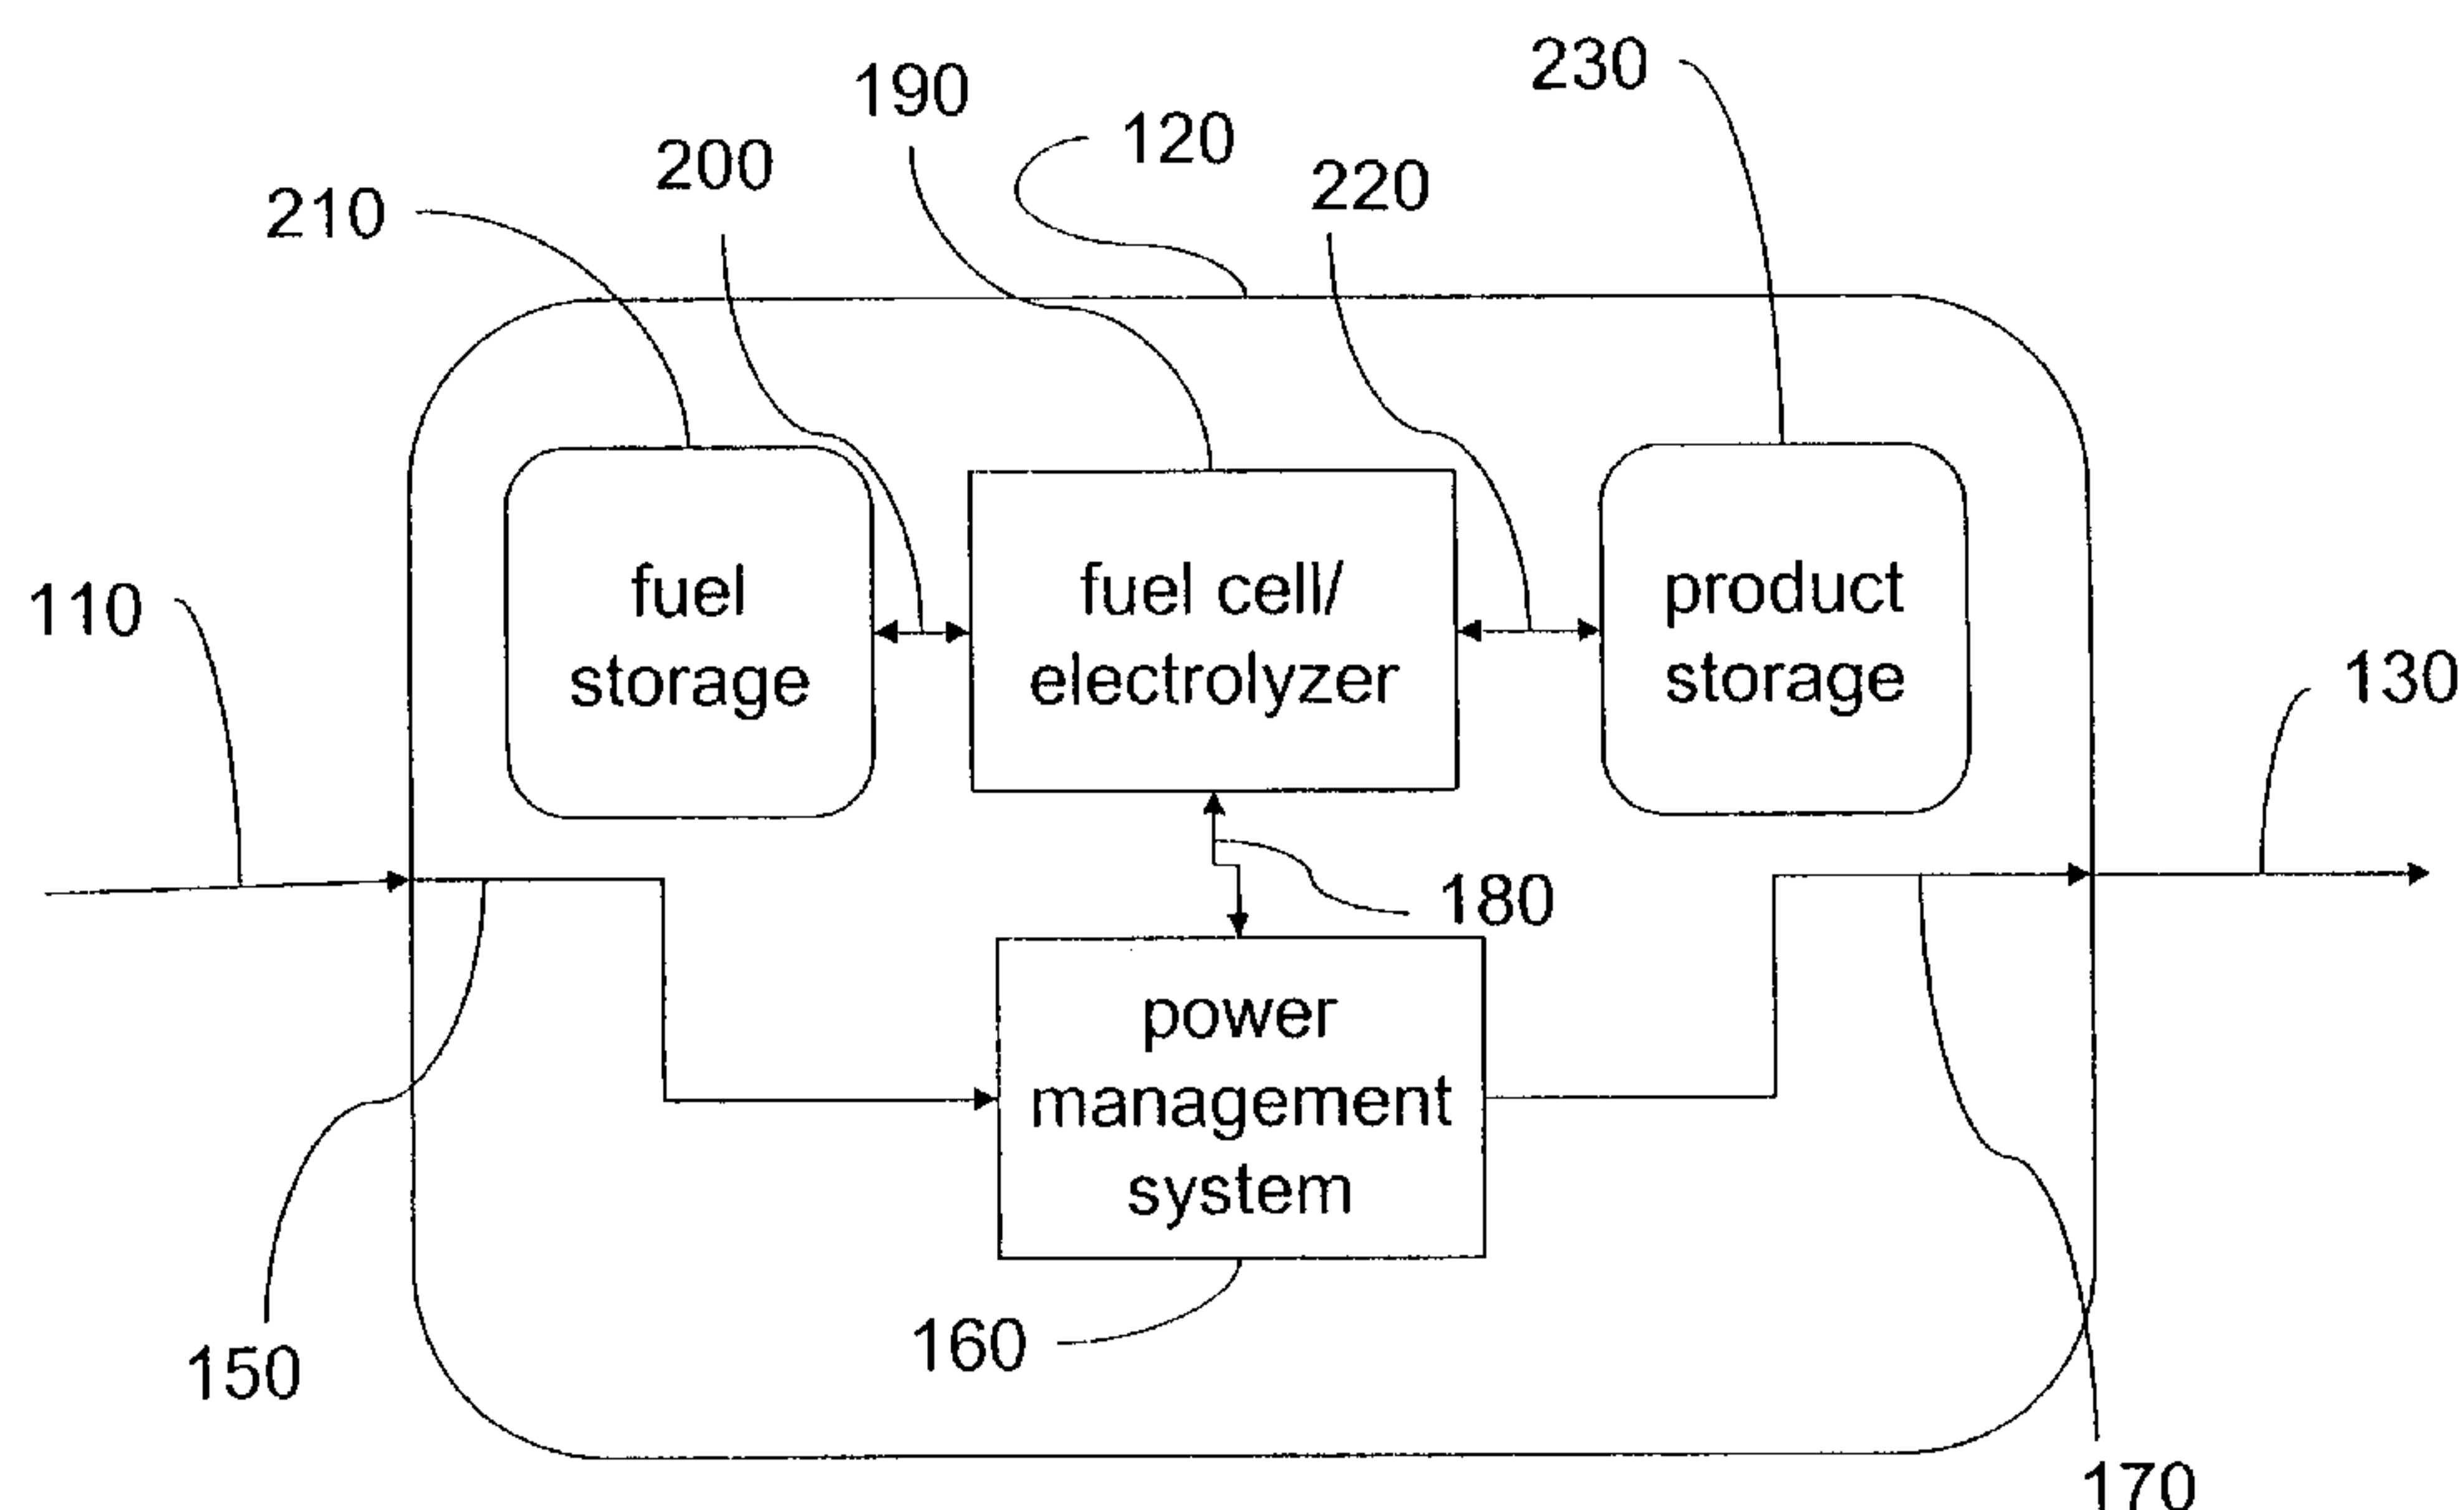 230
190
120
200
220
210
fuel
storage
fuel cell/
electrolyzer
product
storage
110
130
180
power
management
system
160
150
170